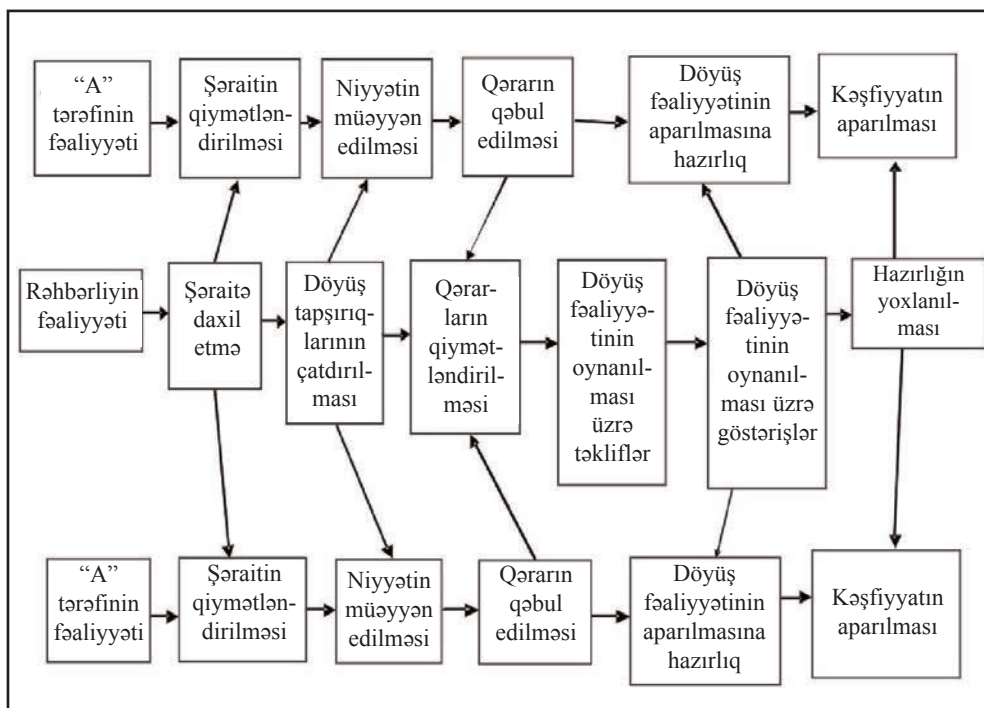 “A”
tərəfinin
fəaliyyəti
Şəraitin
qiymətlən-
dirilməsi
Niyyətin
müəyyən
edilməsi
Qərarın
qəbul
edilməsi
Döyüş
fəaliyyətinin
aparılmasına
hazırlıq
Kəşfiyyatın
aparılması
Rəhbərliyin
fəaliyyəti
Şəraitə
daxil
etmə
Döyüş
tapşırıq-
larının
çatdırıl-
ması
Qərar-
ların
qiymət-
ləndiril-
məsi
Döyüş
fəaliyyə-
tinin
oynanıl-
ması
üzrə
təkliflər
Döyüş
fəaliyyə-
tinin
oynanıl-
ması üzrə
göstərişlər
Hazırlığın
yoxlanıl-
ması
“A”
tərəfinin
fəaliyyəti
Şəraitin
qiymətlən-
dirilməsi
Niyyətin
müəyyən
edilməsi
Qərarın
qəbul
edilməsi
Döyüş
fəaliyyətinin
aparılmasına
hazırlıq
Kəşfiyyatın
aparılması